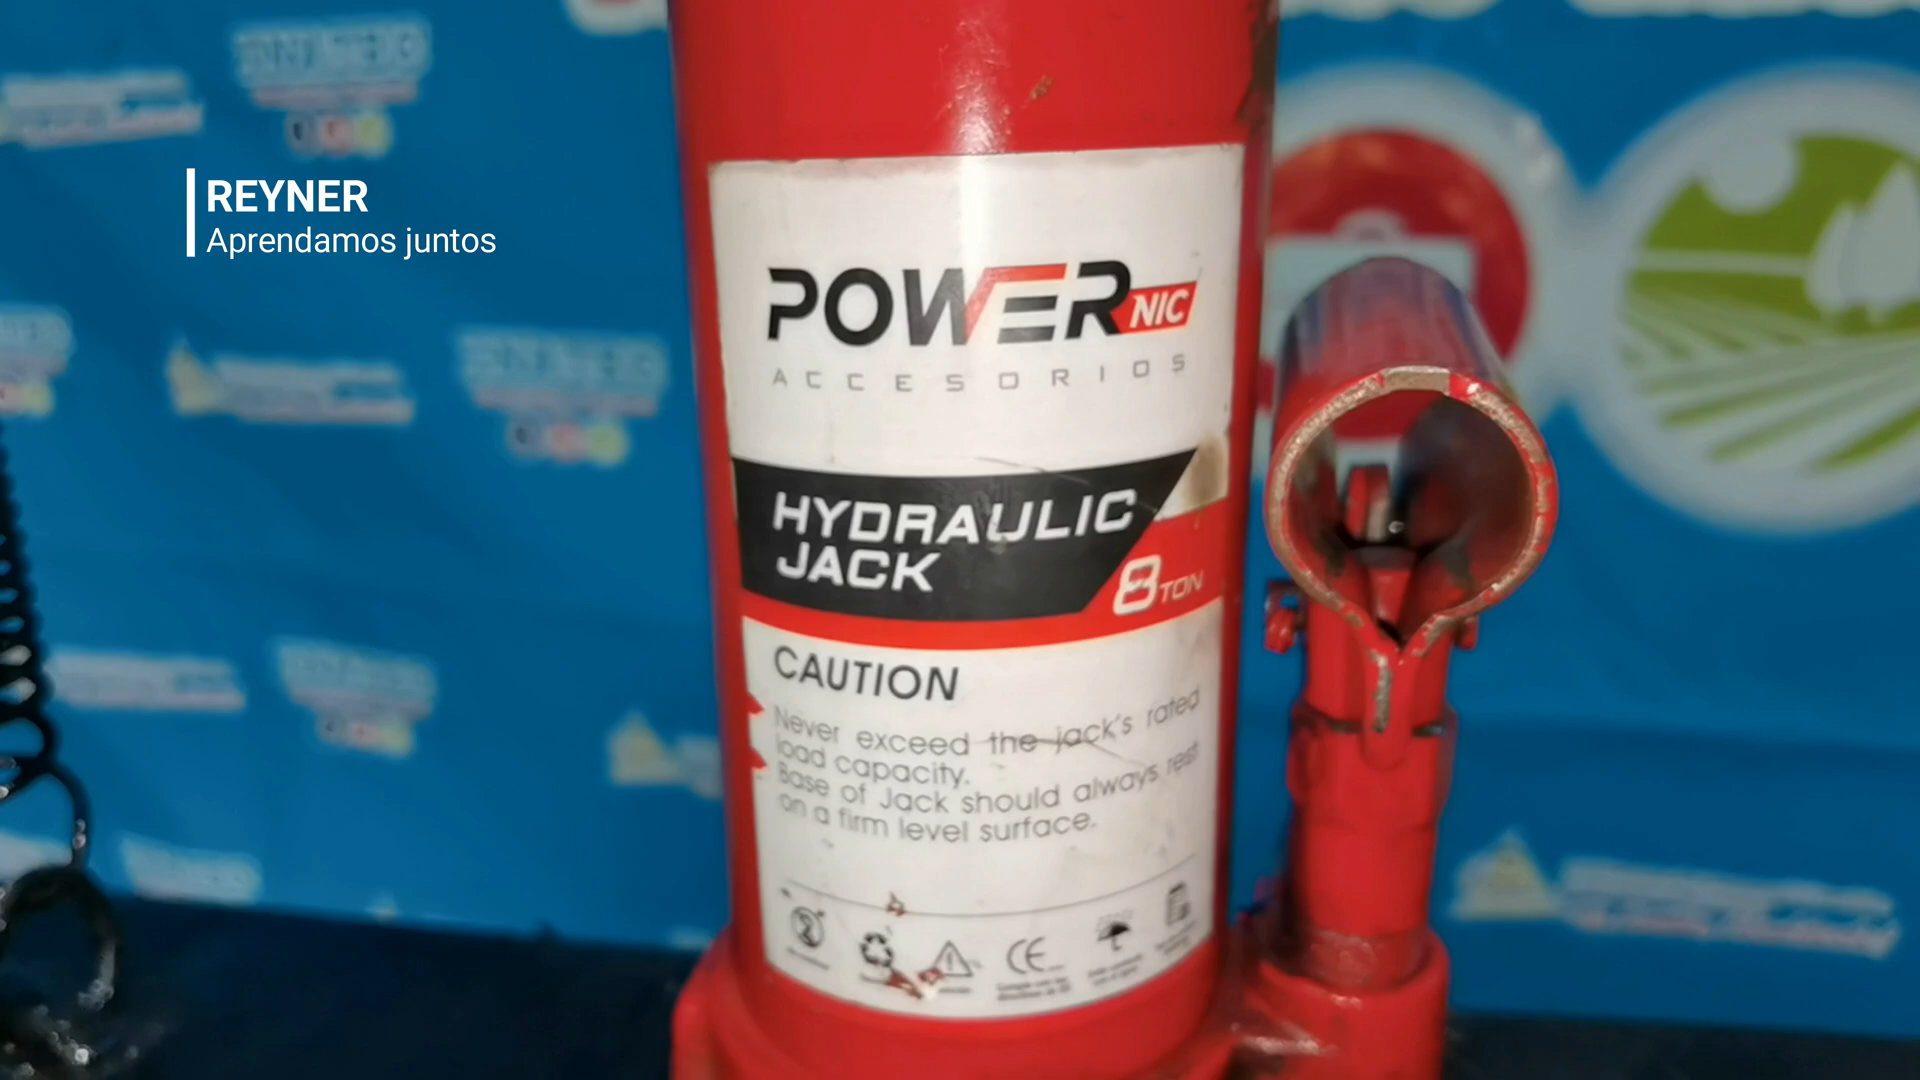 REYNER
Aprendamos juntos
POWER NIC
ACCESORIOS
HYDRAULIC
JACK
8 TON
CAUTION
Never exceed the jack's rated
load capacity.
Base of Jack should always rest
on a firm level surface.
CE